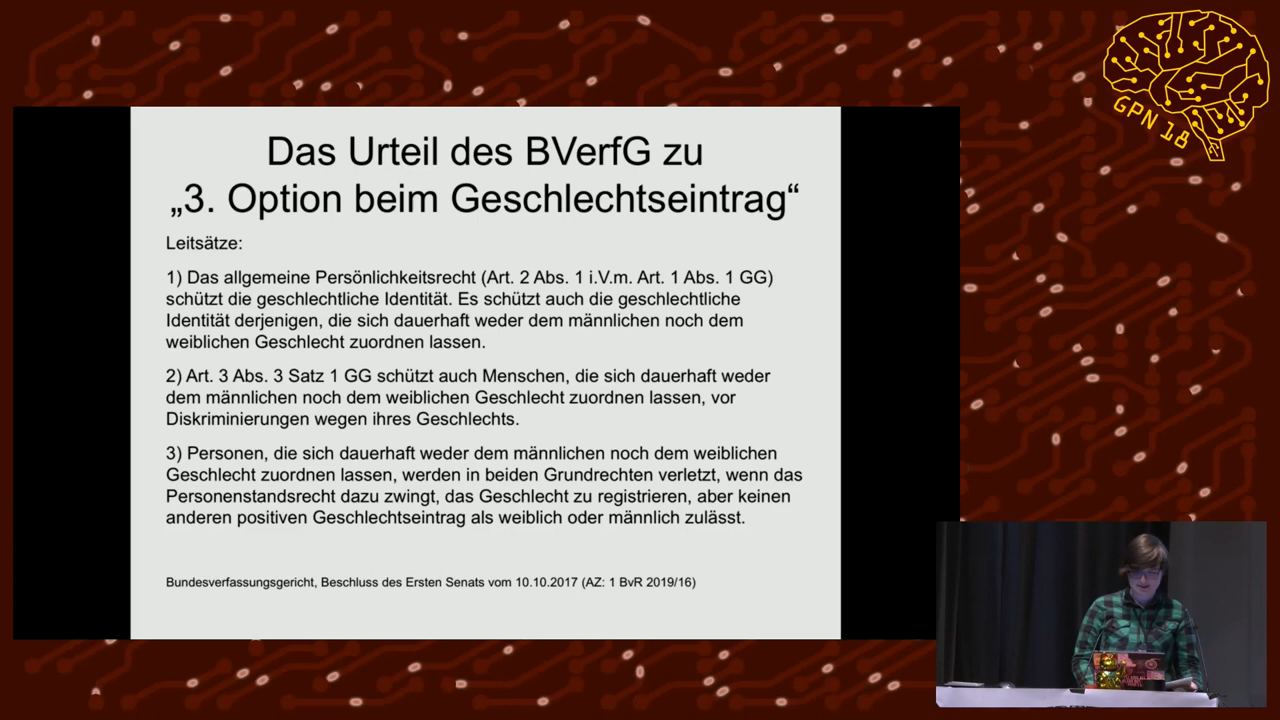 Das Urteil des BVerfG zu
„3. Option beim Geschlechtseintrag“
Leitsätze:
1) Das allgemeine Persönlichkeitsrecht (Art. 2 Abs. 1 i.V.m. Art. 1 Abs. 1 GG)
schützt die geschlechtliche Identität. Es schützt auch die geschlechtliche
Identität derjenigen, die sich dauerhaft weder dem männlichen noch dem
weiblichen Geschlecht zuordnen lassen.
2) Art. 3 Abs. 3 Satz 1 GG schützt auch Menschen, die sich dauerhaft weder
dem männlichen noch dem weiblichen Geschlecht zuordnen lassen, vor
Diskriminierungen wegen ihres Geschlechts.
3) Personen, die sich dauerhaft weder dem männlichen noch dem weiblichen
Geschlecht zuordnen lassen, werden in beiden Grundrechten verletzt, wenn das
Personenstandsrecht dazu zwingt, das Geschlecht zu registrieren, aber keinen
anderen positiven Geschlechtseintrag als weiblich oder männlich zulässt.
Bundesverfassungsgericht, Beschluss des Ersten Senats vom 10.10.2017 (AZ: 1 BvR 2019/16)
GPN 18